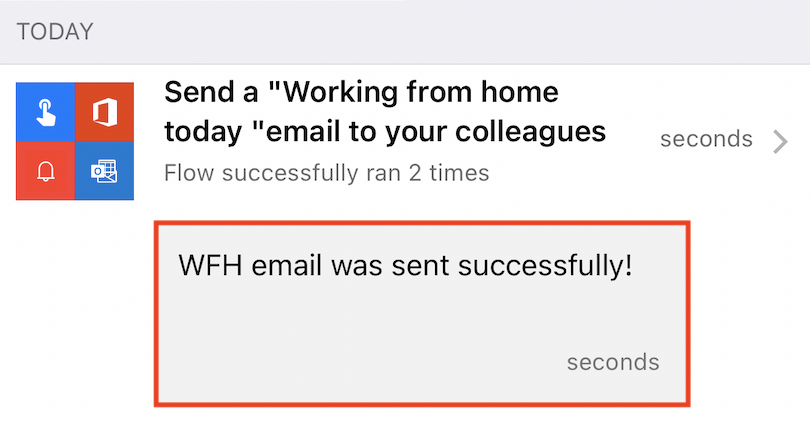 TODAY
Send a "Working from home
today "email to your colleagues
seconds
Flow successfully ran 2 times
WFH email was sent successfully!
seconds